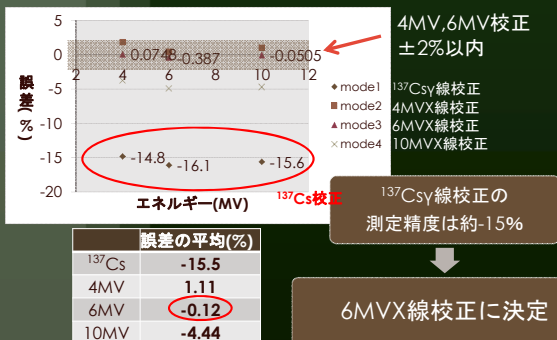 5
0
-5
-10
-15
-20
2 4 6 8 10 12
0.0748
-0.387
-0.0505
-14.8
-16.1
-15.6
誤差(%)
エネルギー(MV)
mode1
mode2
mode3
mode4
137Cs校正
4MV,6MV校正
±2%以内
137Csγ線校正
4MVX線校正
6MVX線校正
10MVX線校正
誤差の平均(%)
137Cs -15.5
4MV 1.11
6MV -0.12
10MV -4.44
137Csγ線校正の
測定精度は約-15%
6MVX線校正に決定